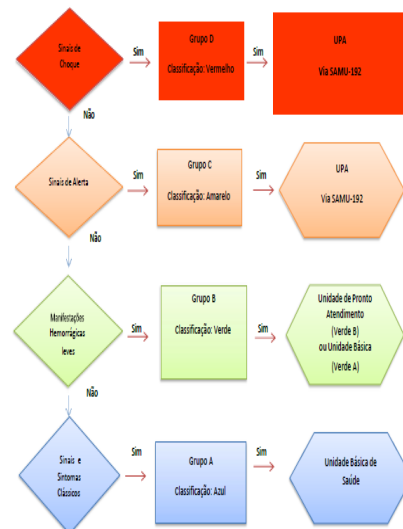 Sinais de
Choque
Sim
Grupo D
Classificação: Vermelho
Sim
UPA
Via SAMU-192
Não
Sinais de Alerta
Sim
Grupo C
Classificação: Amarelo
Sim
UPA
Via SAMU-192
Não
Manifestações
Hemorrágicas
leves
Sim
Grupo B
Classificação: Verde
Sim
Unidade de Pronto
Atendimento
(Verde B)
ou Unidade Básica
(Verde A)
Não
Sinais e
Sintomas
Clássicos
Sim
Grupo A
Classificação: Azul
Sim
Unidade Básica de
Saúde